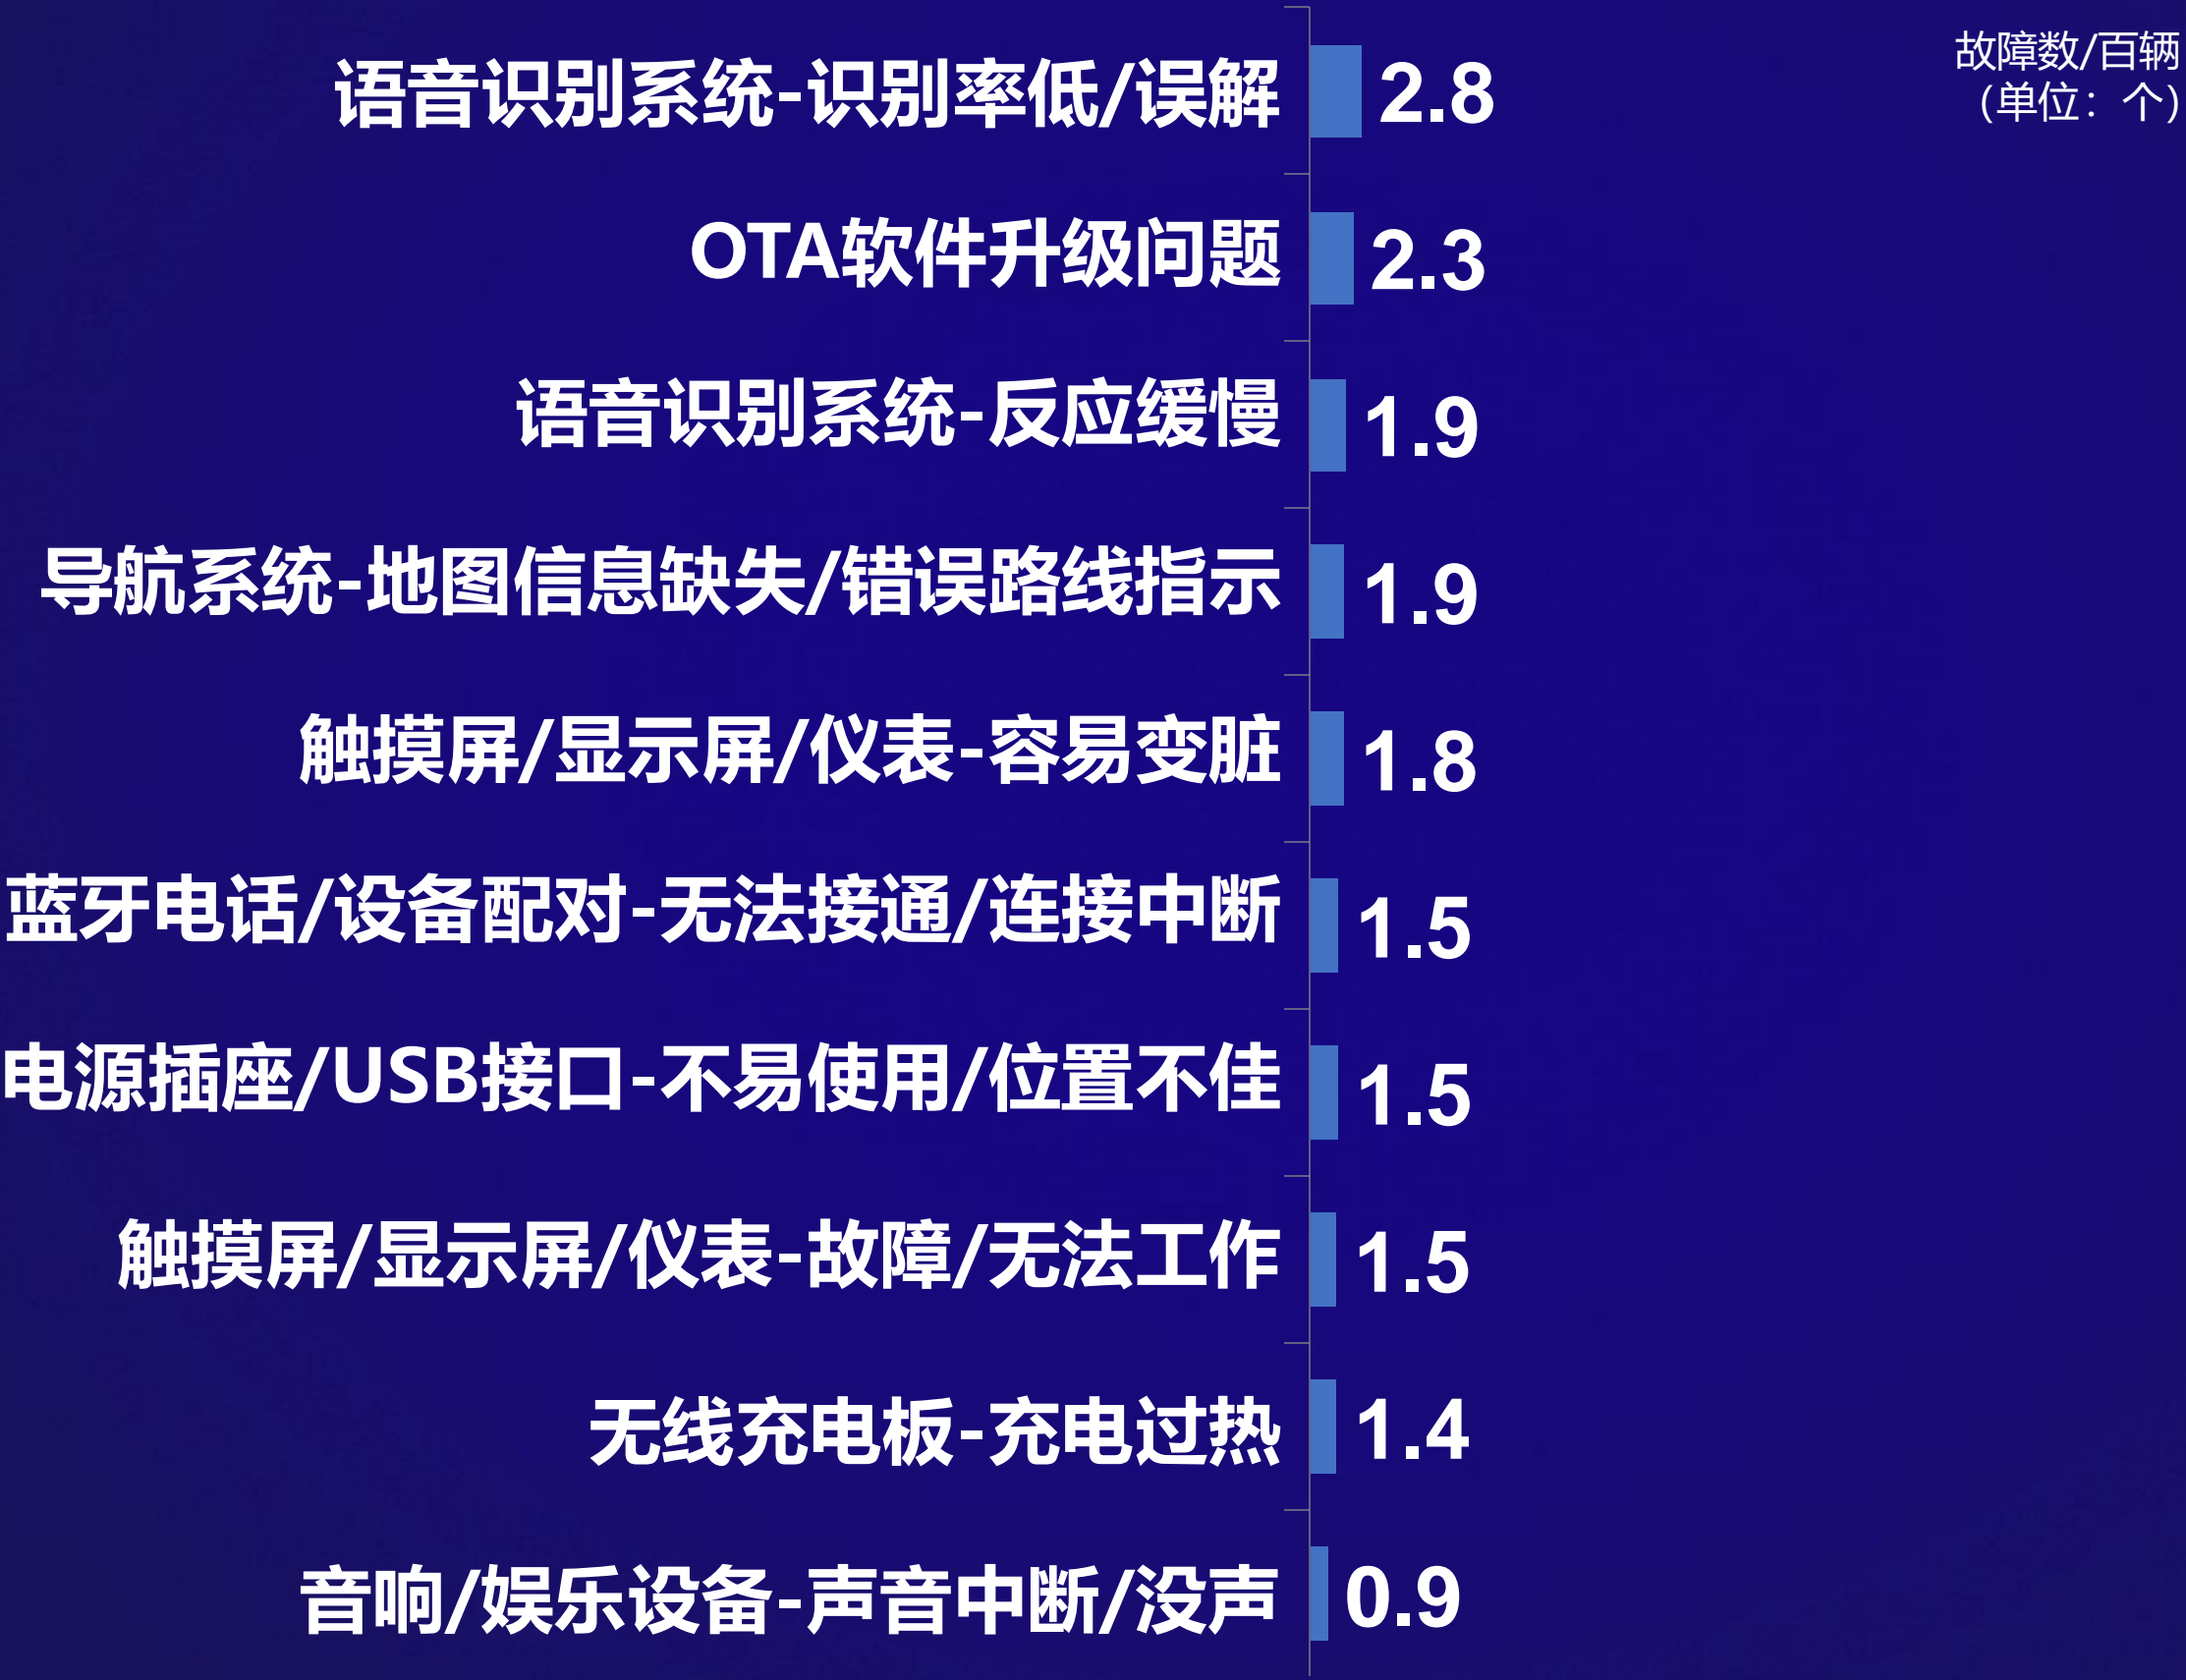 故障数/百辆
（单位：个）
语音识别系统-识别率低/误解 2.8
OTA软件升级问题 2.3
语音识别系统-反应缓慢 1.9
导航系统-地图信息缺失/错误路线指示 1.9
触摸屏/显示屏/仪表-容易变脏 1.8
蓝牙电话/设备配对-无法接通/连接中断 1.5
电源插座/USB接口-不易使用/位置不佳 1.5
触摸屏/显示屏/仪表-故障/无法工作 1.5
无线充电板-充电过热 1.4
音响/娱乐设备-声音中断/没声 0.9